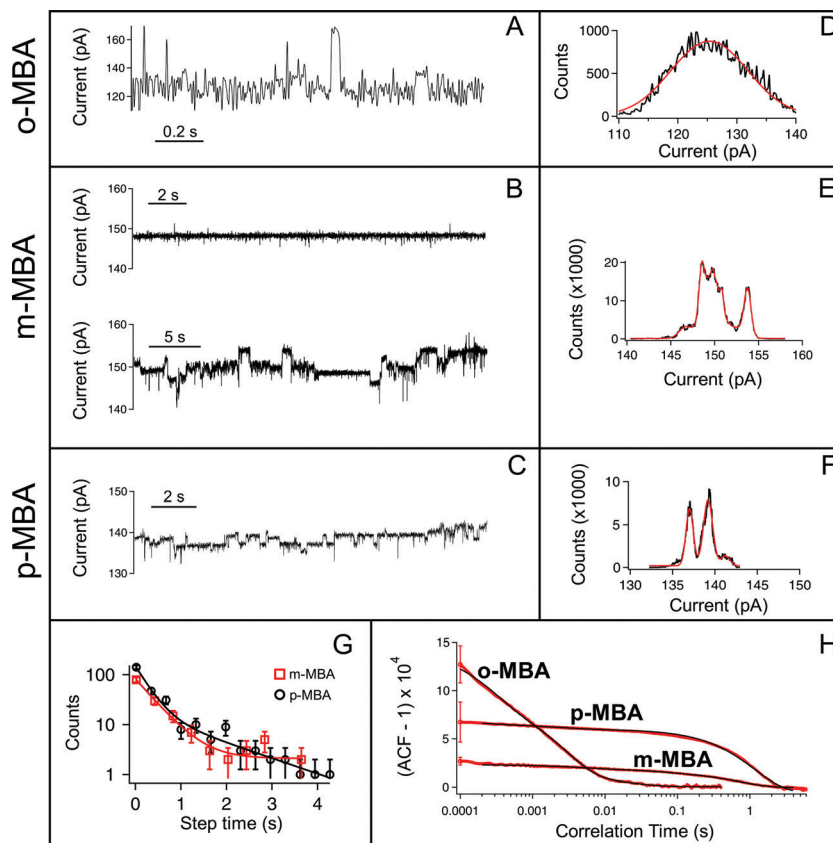 o-MBA
A
Current (pA)
160
140
120
0.2 s
D
Counts
1000
500
0
110 120 130 140
Current (pA)
m-MBA
B
2 s
Current (pA)
160
150
140
5 s
Current (pA)
160
150
140
E
Counts (x1000)
20
10
0
140 145 150 155 160
Current (pA)
p-MBA
C
2 s
Current (pA)
150
140
130
F
Counts (x1000)
10
5
0
130 135 140 145 150
Current (pA)
G
m-MBA
p-MBA
Counts
100
10
1
0 1 2 3 4
Step time (s)
H
o-MBA
p-MBA
m-MBA
(ACF - 1) x 10⁴
15
10
5
0
0.0001 0.001 0.01 0.1 1
Correlation Time (s)